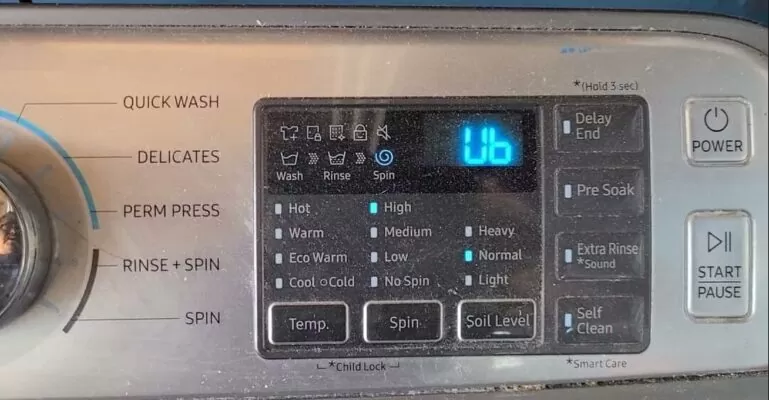 QUICK WASH
DELICATES
PERM PRESS
RINSE + SPIN
SPIN
Wash Rinse Spin
Ub
Hot
Warm
Eco Warm
Cool ○Cold
High
Medium
Low
No Spin
Heavy
Normal
Light
Temp.
Spin
Soil Level
*Child Lock
*(Hold 3 sec)
Delay
End
Pre Soak
Extra Rinse
*Sound
Self
Clean
*Smart Care
POWER
START
PAUSE